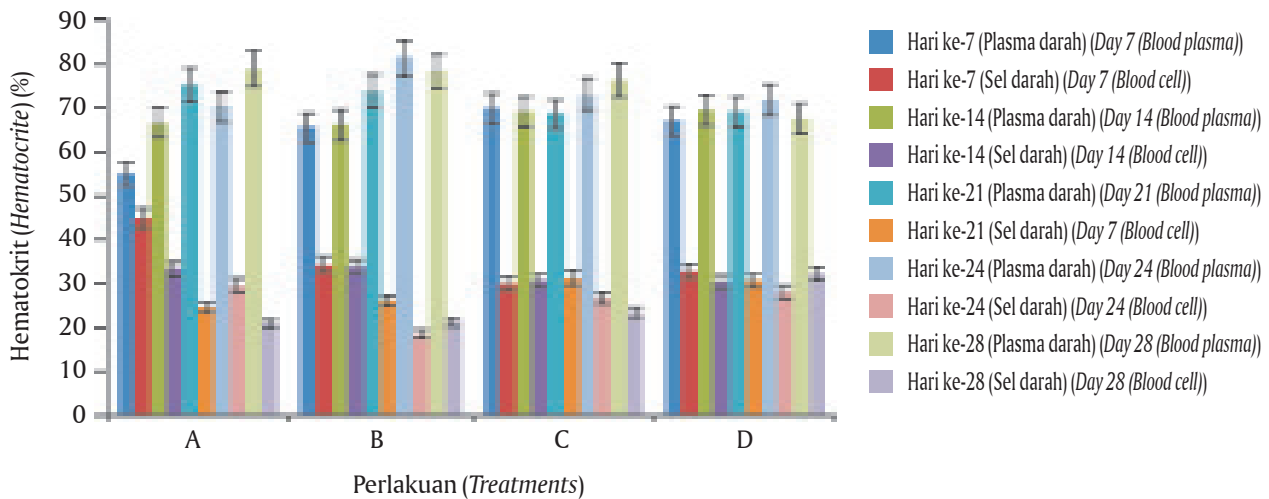 Hematokrit (Hematocrite) (%)
90
80
70
60
50
40
30
20
10
0
A B C D
Perlakuan (Treatments)
Hari ke-7 (Plasma darah) (Day 7 (Blood plasma))
Hari ke-7 (Sel darah) (Day 7 (Blood cell))
Hari ke-14 (Plasma darah) (Day 14 (Blood plasma))
Hari ke-14 (Sel darah) (Day 14 (Blood cell))
Hari ke-21 (Plasma darah) (Day 21 (Blood plasma))
Hari ke-21 (Sel darah) (Day 7 (Blood cell))
Hari ke-24 (Plasma darah) (Day 24 (Blood plasma))
Hari ke-24 (Sel darah) (Day 24 (Blood cell))
Hari ke-28 (Plasma darah) (Day 28 (Blood plasma))
Hari ke-28 (Sel darah) (Day 28 (Blood cell))